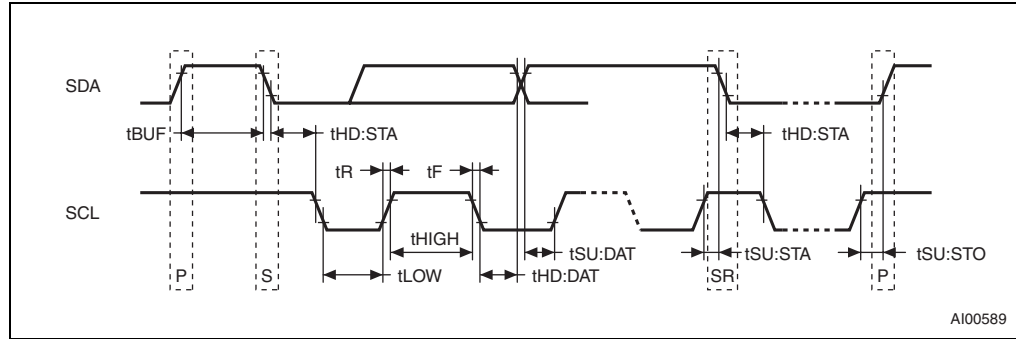 SDA
tBUF
tHD:STA
tHD:STA
tR
tF
SCL
tHIGH
tSU:DAT
tSU:STA
tSU:STO
P
S
tLOW
tHD:DAT
SR
P
AI00589